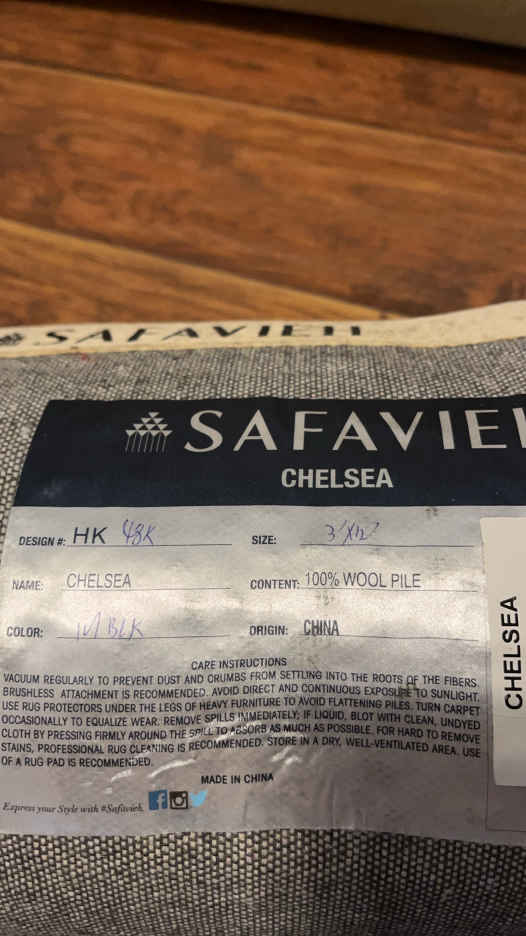 SAFAVIEH
SAFAVIEH
CHELSEA
DESIGN #: HK 48K SIZE: 3'X12'
NAME: CHELSEA CONTENT: 100% WOOL PILE
COLOR: IV/BLK ORIGIN: CHINA
CARE INSTRUCTIONS
VACUUM REGULARLY TO PREVENT DUST AND CRUMBS FROM SETTLING INTO THE ROOTS OF THE FIBERS.
BRUSHLESS ATTACHMENT IS RECOMMENDED. AVOID DIRECT AND CONTINUOUS EXPOSURE TO SUNLIGHT.
USE RUG PROTECTORS UNDER THE LEGS OF HEAVY FURNITURE TO AVOID FLATTENING PILES. TURN CARPET
OCCASIONALLY TO EQUALIZE WEAR. REMOVE SPILLS IMMEDIATELY; IF LIQUID, BLOT WITH CLEAN, UNDYED
CLOTH BY PRESSING FIRMLY AROUND THE SPILL TO ABSORB AS MUCH AS POSSIBLE. FOR HARD TO REMOVE
STAINS, PROFESSIONAL RUG CLEANING IS RECOMMENDED. STORE IN A DRY, WELL-VENTILATED AREA. USE
OF A RUG PAD IS RECOMMENDED.
MADE IN CHINA
Express your Style with #Safavieh.
CHELSEA